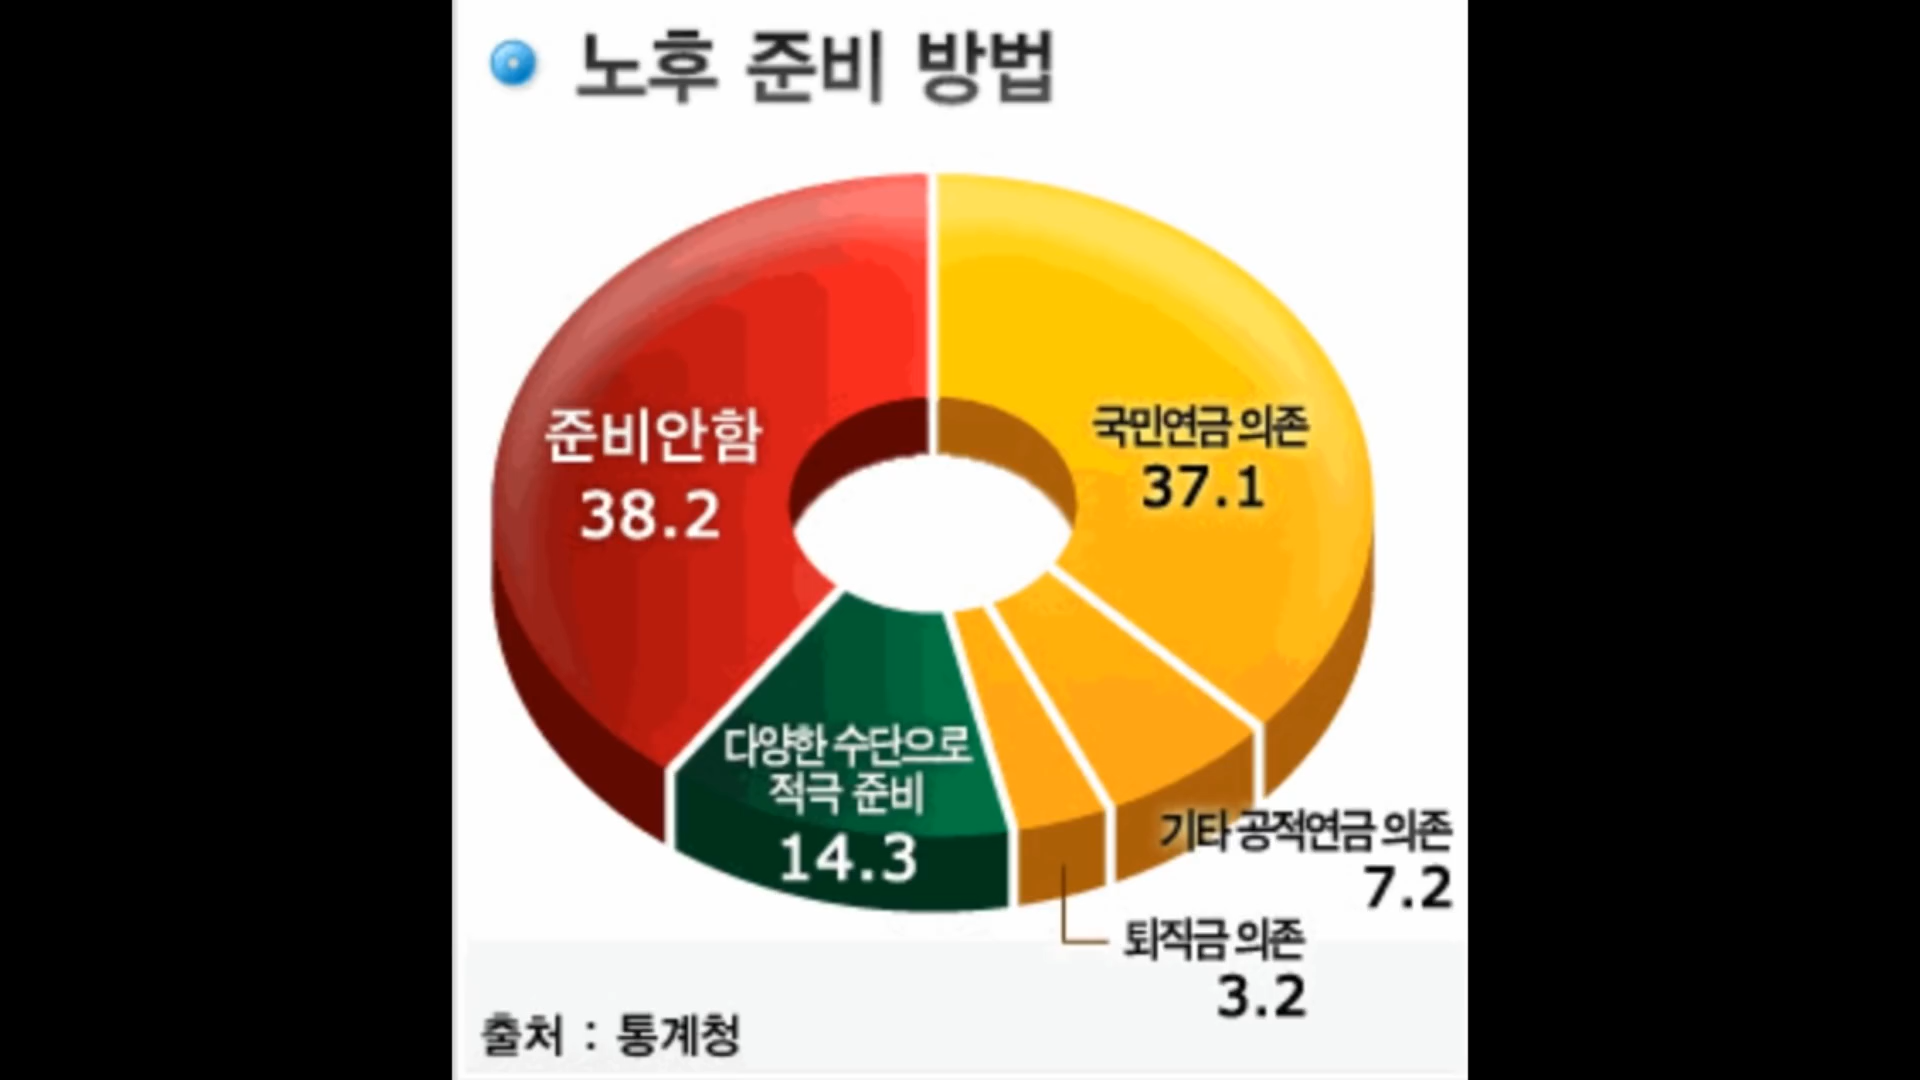 노후 준비 방법
준비안함
38.2
국민연금 의존
37.1
다양한 수단으로
적극 준비
14.3
기타 공적연금 의존
7.2
퇴직금 의존
3.2
출처 : 통계청